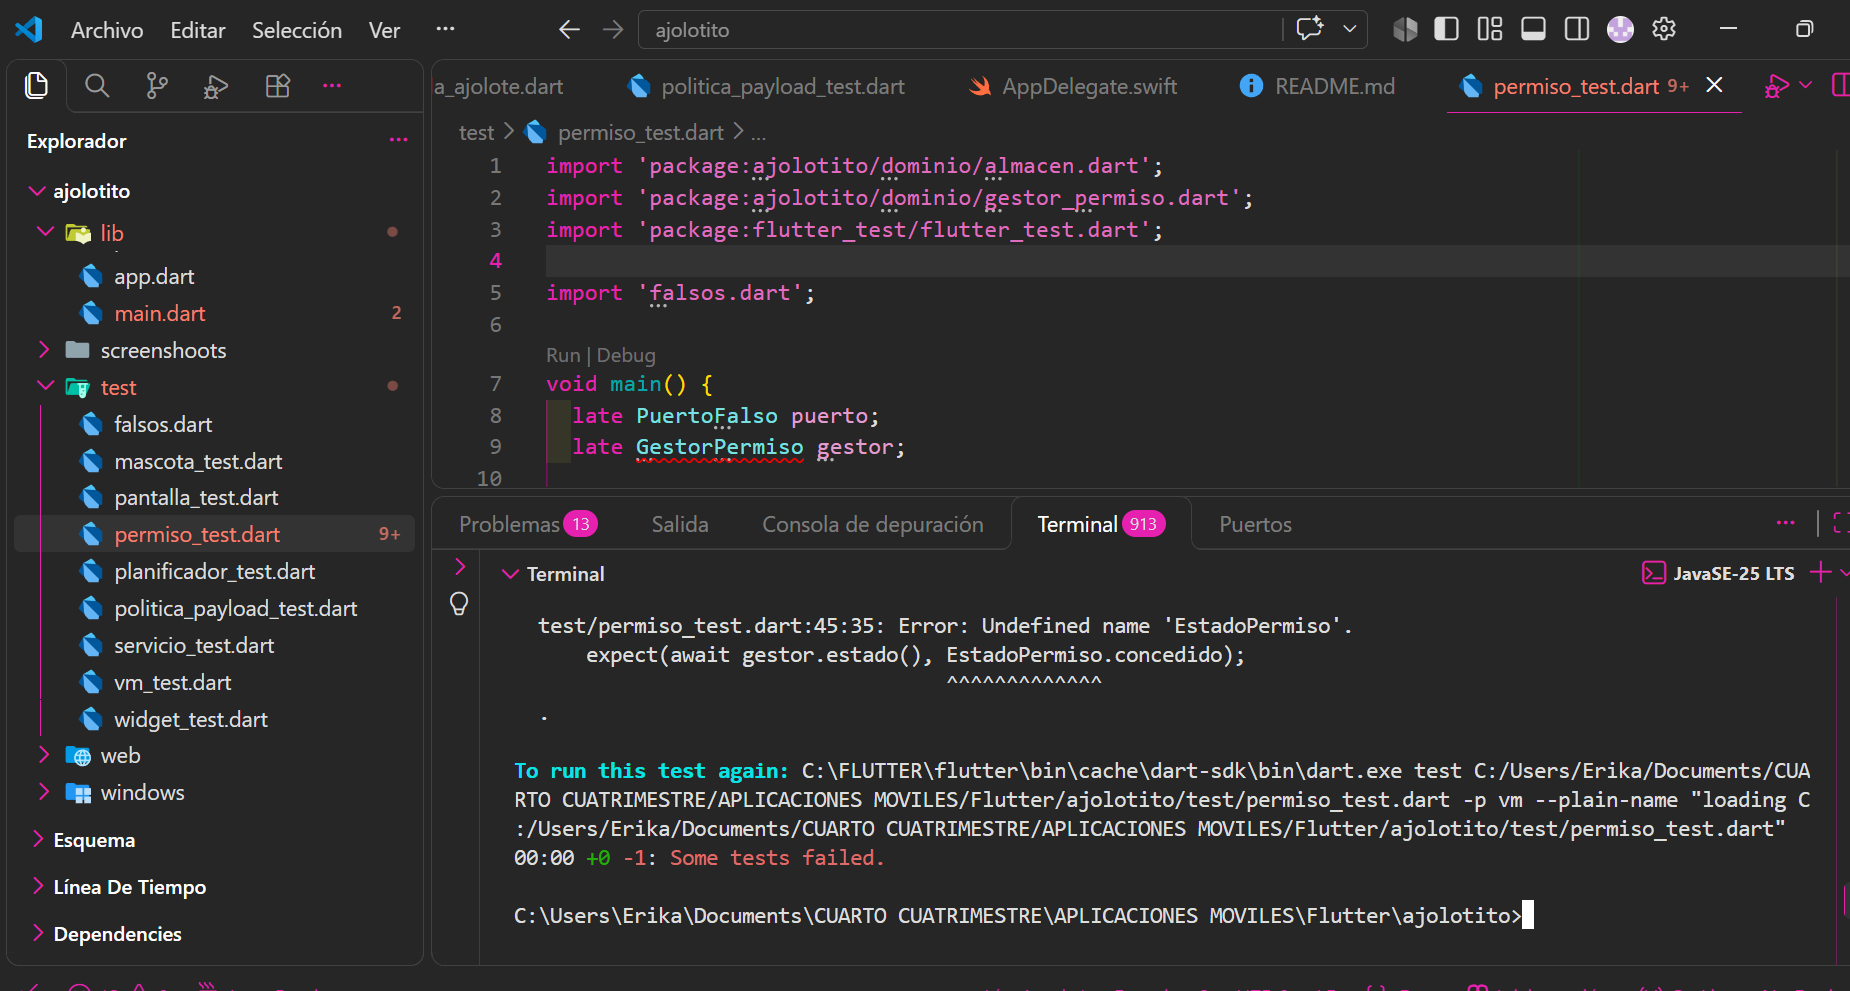 Archivo Editar Selección Ver ···
ajolotito
a_ajolote.dart politica_payload_test.dart AppDelegate.swift README.md permiso_test.dart 9+
Explorador
ajolotito
lib
app.dart
main.dart 2
screenshoots
test
falsos.dart
mascota_test.dart
pantalla_test.dart
permiso_test.dart 9+
planificador_test.dart
politica_payload_test.dart
servicio_test.dart
vm_test.dart
widget_test.dart
web
windows
Esquema
Línea De Tiempo
Dependencies
test > permiso_test.dart > ...
1 import 'package:ajolotito/dominio/almacen.dart';
2 import 'package:ajolotito/dominio/gestor_permiso.dart';
3 import 'package:flutter_test/flutter_test.dart';
4
5 import 'falsos.dart';
6
Run | Debug
7 void main() {
8 late PuertoFalso puerto;
9 late GestorPermiso gestor;
10
Problemas 13 Salida Consola de depuración Terminal 913 Puertos
Terminal
JavaSE-25 LTS
test/permiso_test.dart:45:35: Error: Undefined name 'EstadoPermiso'.
expect(await gestor.estado(), EstadoPermiso.concedido);
^^^^^^^^^^^^^
.
To run this test again: C:\FLUTTER\flutter\bin\cache\dart-sdk\bin\dart.exe test C:/Users/Erika/Documents/CUA
RTO CUATRIMESTRE/APLICACIONES MOVILES/Flutter/ajolotito/test/permiso_test.dart -p vm --plain-name "loading C
:/Users/Erika/Documents/CUARTO CUATRIMESTRE/APLICACIONES MOVILES/Flutter/ajolotito/test/permiso_test.dart"
00:00 +0 -1: Some tests failed.
C:\Users\Erika\Documents\CUARTO CUATRIMESTRE\APLICACIONES MOVILES\Flutter\ajolotito>